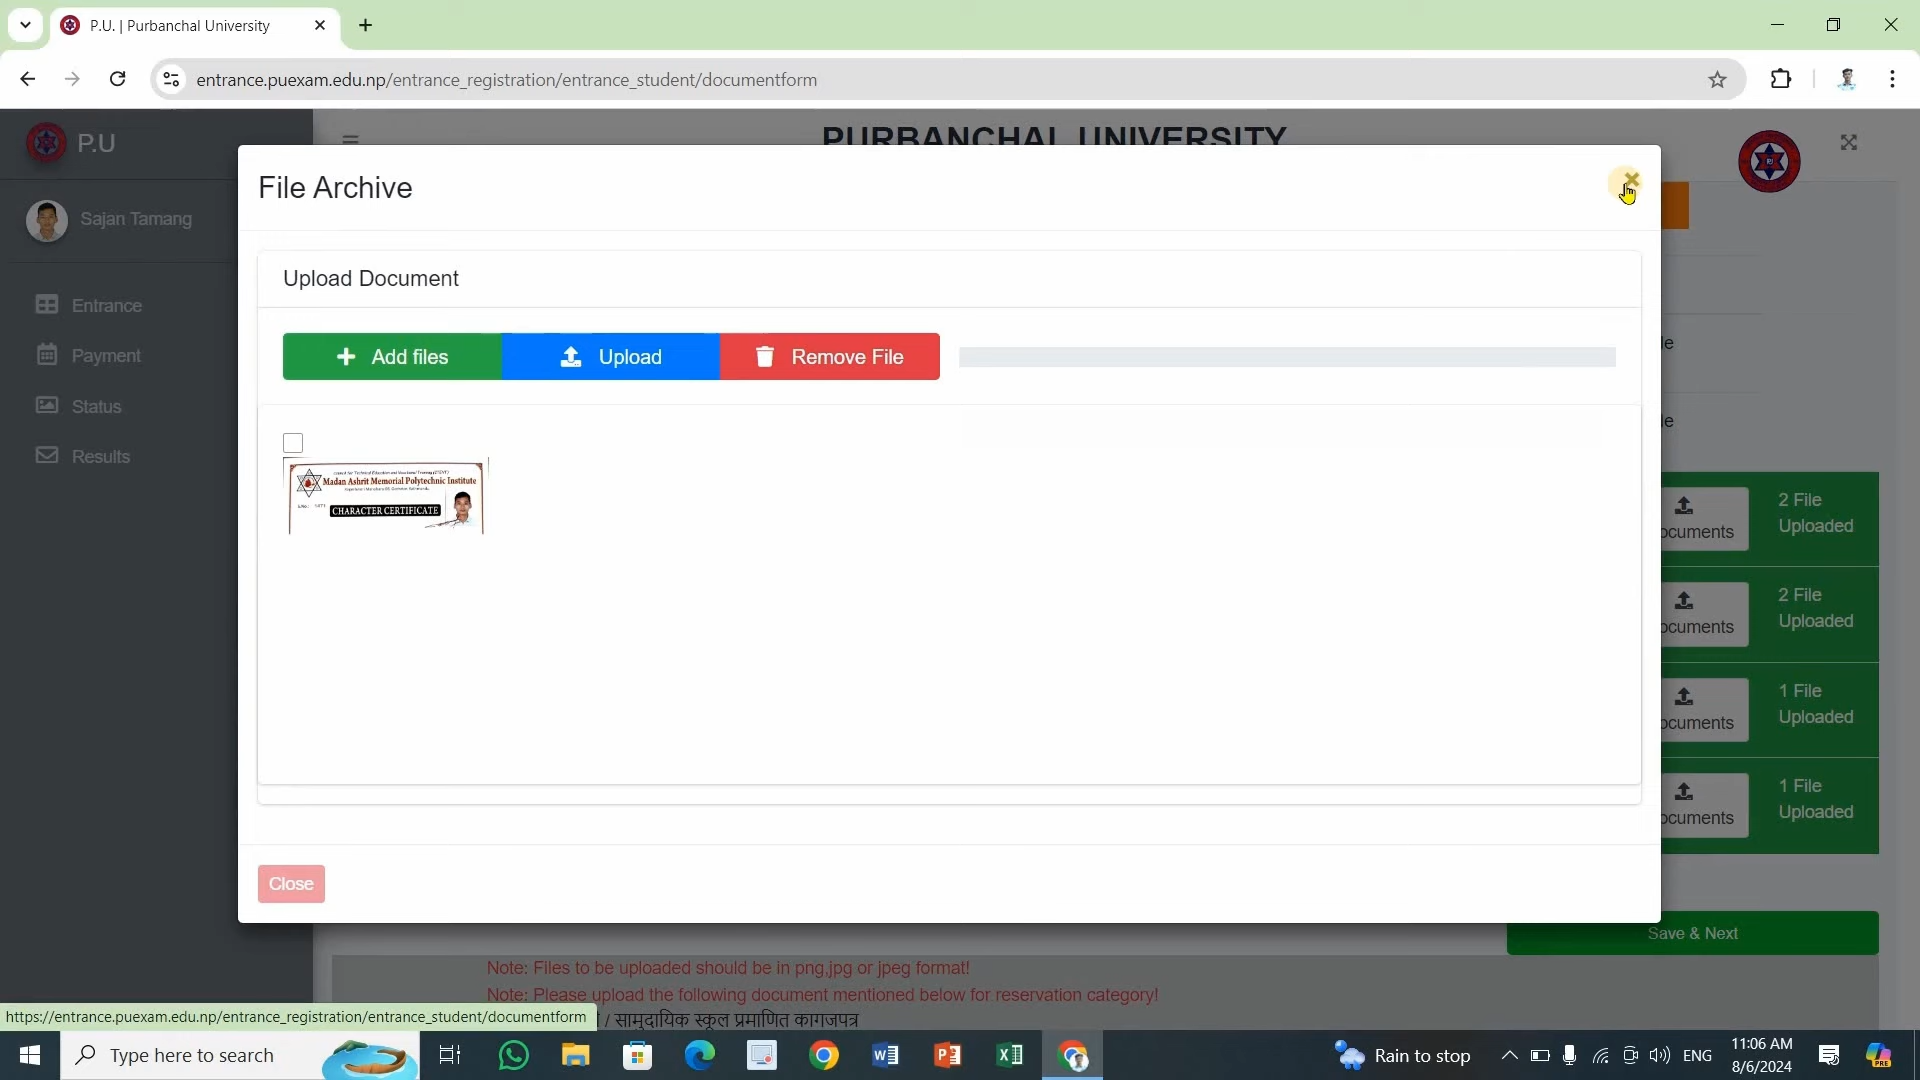 P.U. | Purbanchal University
entrance.puexam.edu.np/entrance_registration/entrance_student/documentform
P.U
PURBANCHAL UNIVERSITY
File Archive
Sajan Tamang
Upload Document
Entrance
Payment
Status
Results
Add files
Upload
Remove File
le
le
Madan Ashrit Memorial Polytechnic Institute
CHARACTER CERTIFICATE
ocuments
2 File Uploaded
ocuments
2 File Uploaded
ocuments
1 File Uploaded
ocuments
1 File Uploaded
Close
Save & Next
Note: Files to be uploaded should be in png,jpg or jpeg format!
Note: Please upload the following document mentioned below for reservation category!
/ सामुदायिक स्कूल प्रमाणित कागजपत्र
https://entrance.puexam.edu.np/entrance_registration/entrance_student/documentform
Type here to search
Rain to stop
ENG
11:06 AM
8/6/2024